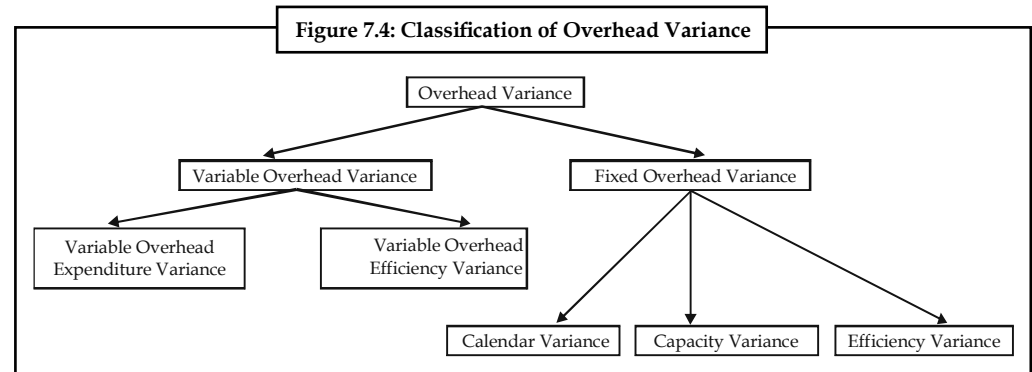 Figure 7.4: Classification of Overhead Variance
Overhead Variance
Variable Overhead Variance
Fixed Overhead Variance
Variable Overhead
Expenditure Variance
Variable Overhead
Efficiency Variance
Calendar Variance
Capacity Variance
Efficiency Variance